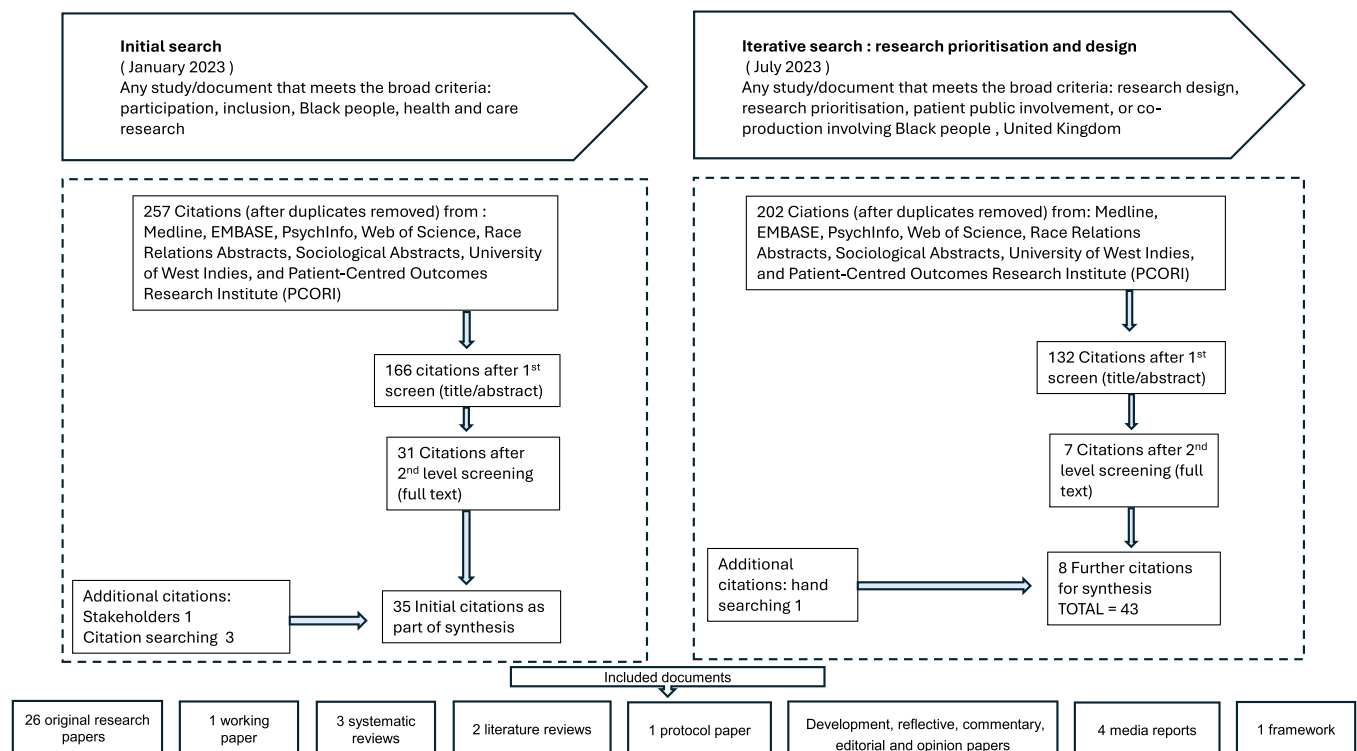 Initial search
( January 2023 )
Any study/document that meets the broad criteria:
participation, inclusion, Black people, health and care
research
Iterative search : research prioritisation and design
( July 2023 )
Any study/document that meets the broad criteria: research design,
research prioritisation, patient public involvement, or co-
production involving Black people , United Kingdom
257 Citations (after duplicates removed) from :
Medline, EMBASE, PsychInfo, Web of Science, Race
Relations Abstracts, Sociological Abstracts, University
of West Indies, and Patient-Centred Outcomes
Research Institute (PCORI)
166 citations after 1st
screen (title/abstract)
31 Citations after
2nd level screening
(full text)
Additional citations:
Stakeholders 1
Citation searching 3
35 Initial citations as
part of synthesis
202 Ciations (after duplicates removed) from: Medline,
EMBASE, PsychInfo, Web of Science, Race Relations
Abstracts, Sociological Abstracts, University of West Indies,
and Patient-Centred Outcomes Research Institute (PCORI)
132 Citations after 1st
screen (title/abstract)
7 Citations after 2nd
level screening (full
text)
Additional
citations: hand
searching 1
8 Further citations
for synthesis
TOTAL = 43
Included documents
26 original research
papers
1 working
paper
3 systematic
reviews
2 literature reviews
1 protocol paper
Development, reflective, commentary,
editorial and opinion papers
4 media reports
1 framework